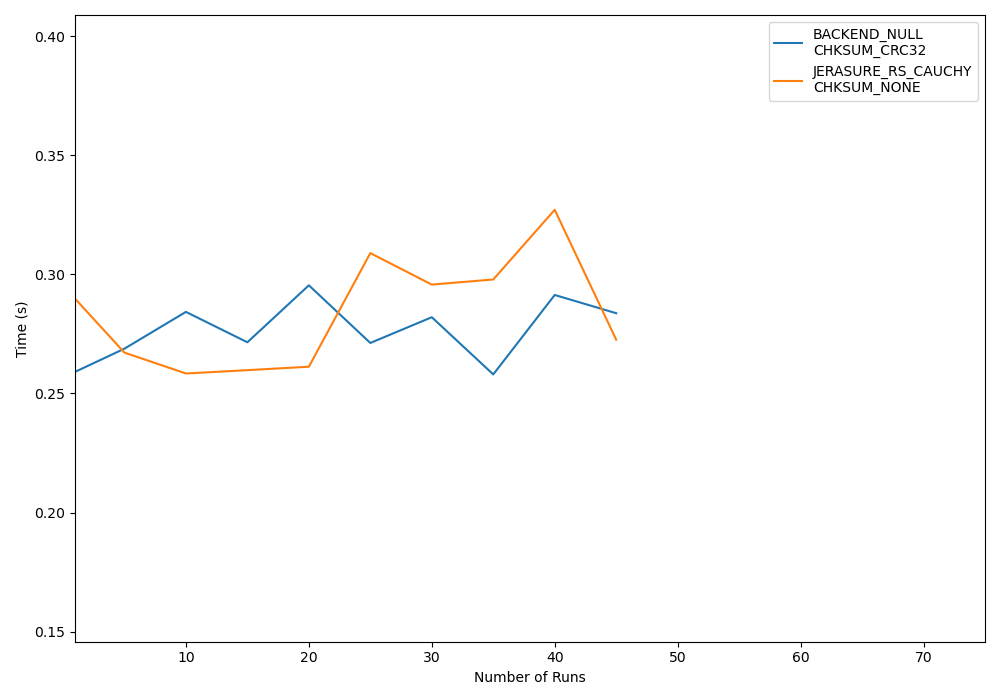 BACKEND_NULL
CHKSUM_CRC32
JERASURE_RS_CAUCHY
CHKSUM_NONE
0.40
0.35
0.30
0.25
0.20
0.15
Time (s)
10 20 30 40 50 60 70
Number of Runs